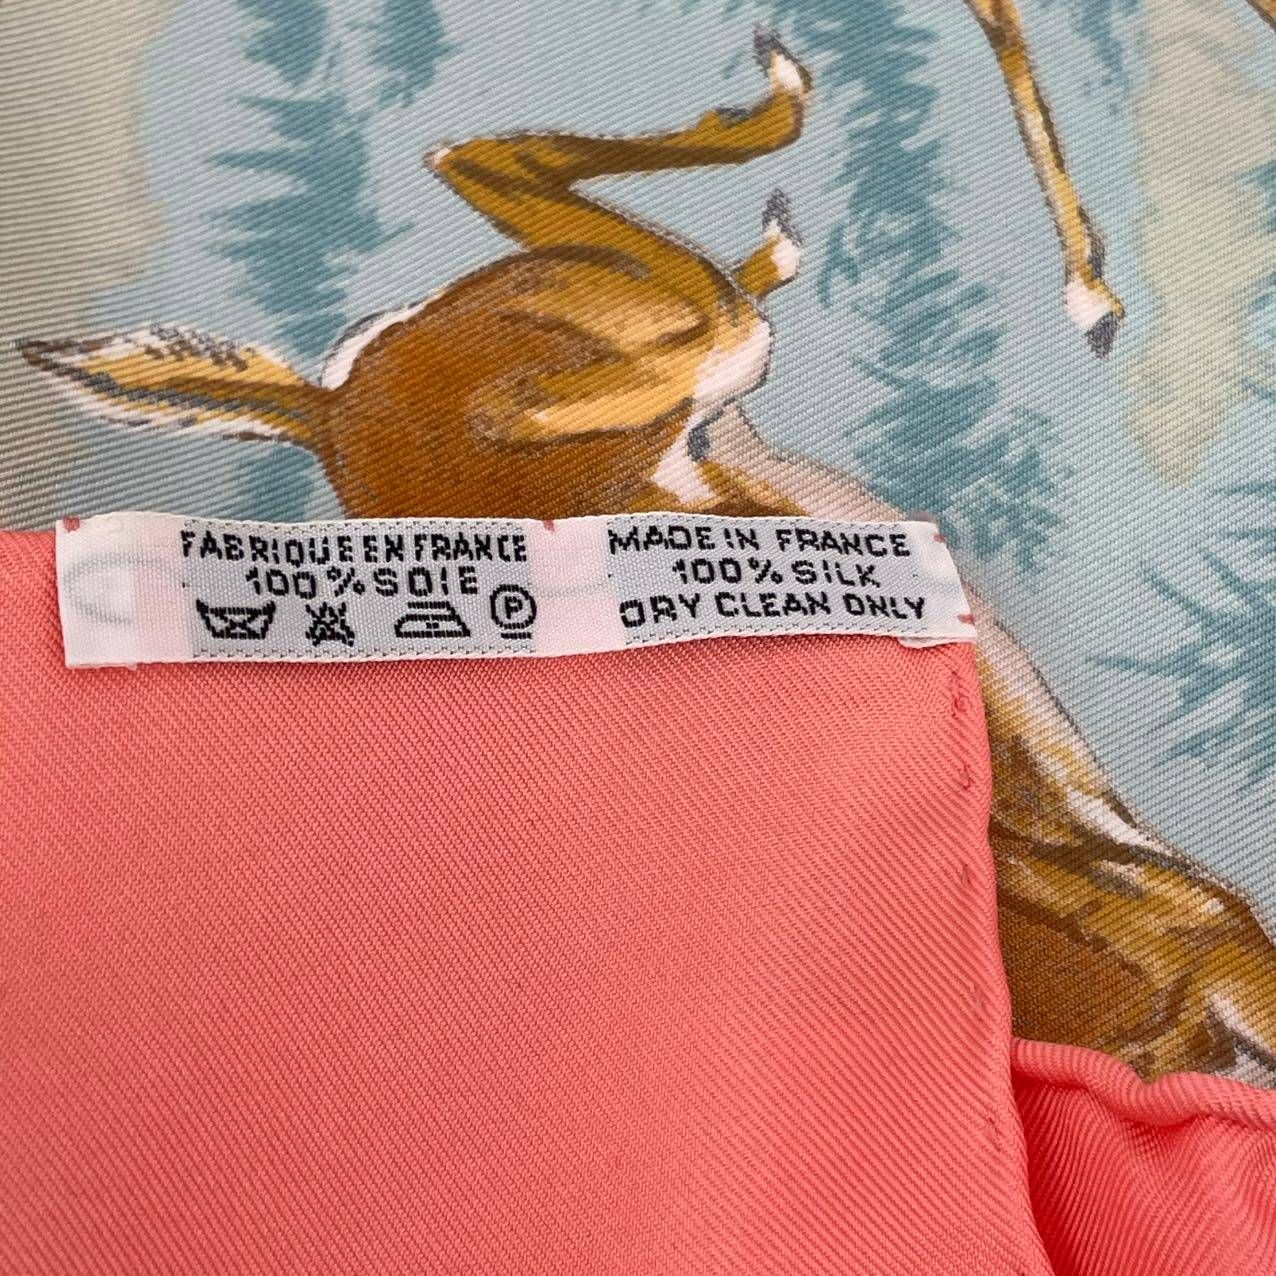 FABRIQUE EN FRANCE
100% SOIE
P
MADE IN FRANCE
100% SILK
DRY CLEAN ONLY